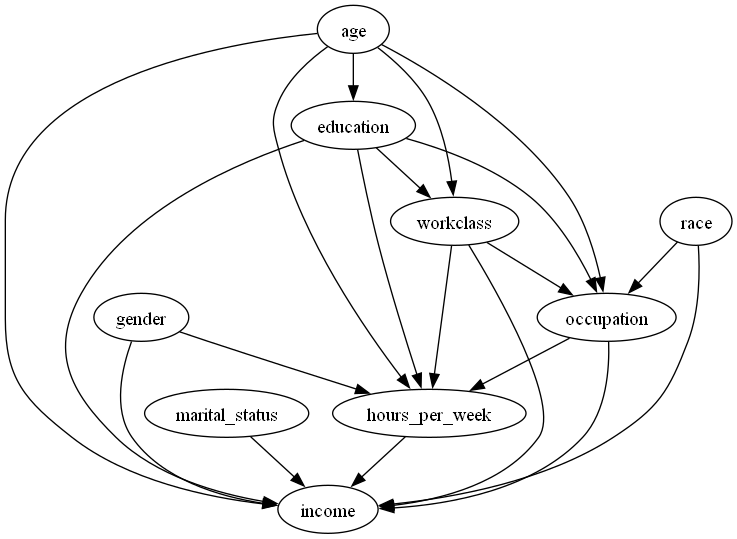 age
education
workclass
race
gender
occupation
marital_status
hours_per_week
income